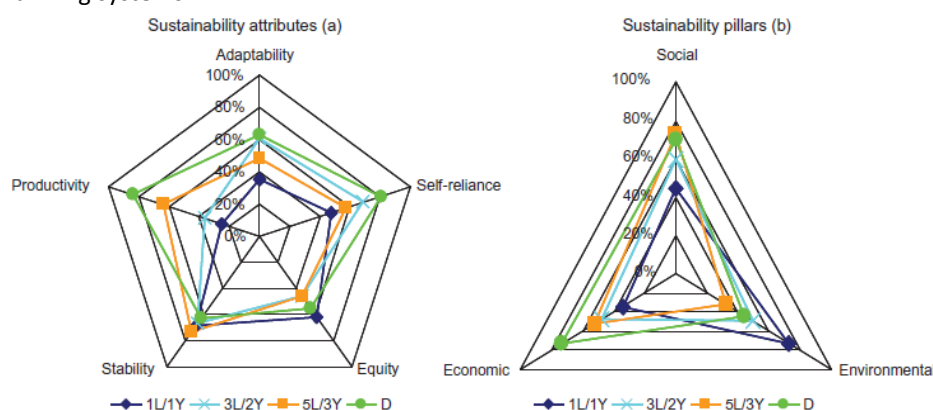 Sustainability attributes (a)
Adaptability
100%
80%
60%
40%
20%
0%
Productivity
Self-reliance
Stability
Equity
1L/1Y 3L/2Y 5L/3Y D
Sustainability pillars (b)
Social
100%
80%
60%
40%
20%
0%
Economic
Environmental
1L/1Y 3L/2Y 5L/3Y D